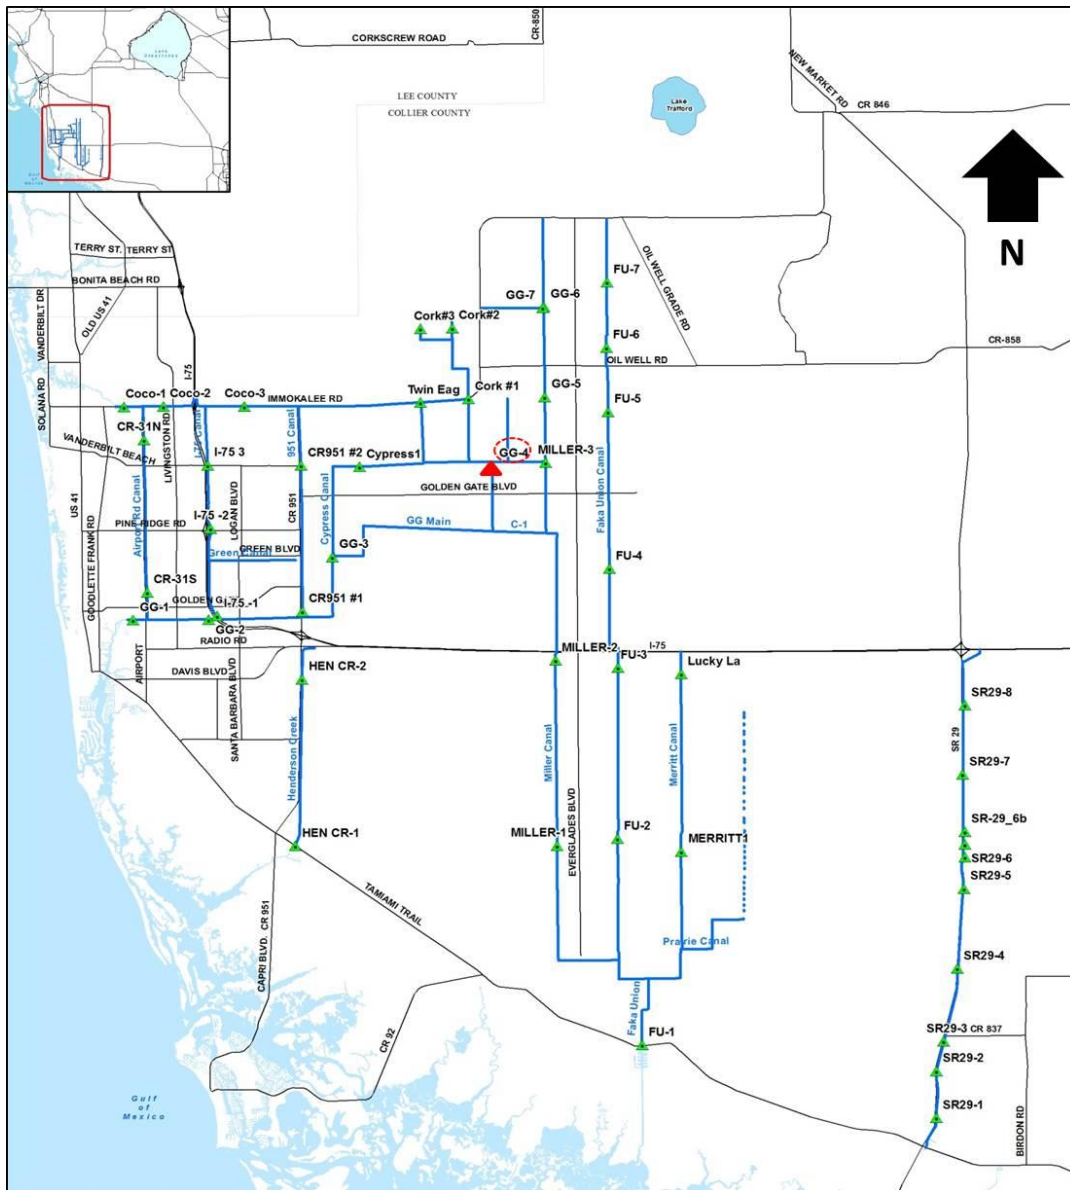 CORKSCREW ROAD
CR-850
Lake Okeechobee
Gulf of Mexico
LEE COUNTY
COLLIER COUNTY
Lake
Trafford
NEW MARKET RD
CR 846
N
TERRY ST. TERRY ST
BONITA BEACH RD
OLD US 41
VANDERBILT DR
SOLANA RD
I-75
OIL WELL GRADE RD
FU-7
GG-7
GG-6
Cork#3
Cork#2
FU-6
OIL WELL RD
CR-858
Coco-1
Coco-2
Coco-3
IMMOKALEE RD
Twin Eag
Cork #1
GG-5
FU-5
CR-31N
LIVINGSTON RD
I-75 Canal
951 Canal
VANDERBILT BEACH
I-75 3
CR951 #2
Cypress1
GG-4
MILLER-3
GOLDEN GATE BLVD
US 41
GOODLETTE FRANK RD
Airport Rd Canal
LOGAN BLVD
CR 951
Cypress Canal
Faka Union Canal
PINE RIDGE RD
I-75 -2
GG Main
C-1
Green Canal
GREEN BLVD
GG-3
FU-4
CR-31S
GOLDEN G
I-75.-1
CR951 #1
GG-1
GG-2
RADIO RD
AIRPORT
DAVIS BLVD
SANTA BARBARA BLVD
HEN CR-2
MILLER-2
I-75
FU-3
Lucky La
SR29-8
Henderson Creek
Miller Canal
Merritt Canal
SR 29
SR29-7
EVERGLADES BLVD
HEN CR-1
MILLER-1
FU-2
MERRITT1
SR-29_6b
SR29-6
SR29-5
TAMIAMI TRAIL
CAPRI BLVD. CR 951
Prairie Canal
SR29-4
Faka Union
FU-1
CR 92
SR29-3
CR 837
SR29-2
SR29-1
BIRDON RD
Gulf
of
Mexico